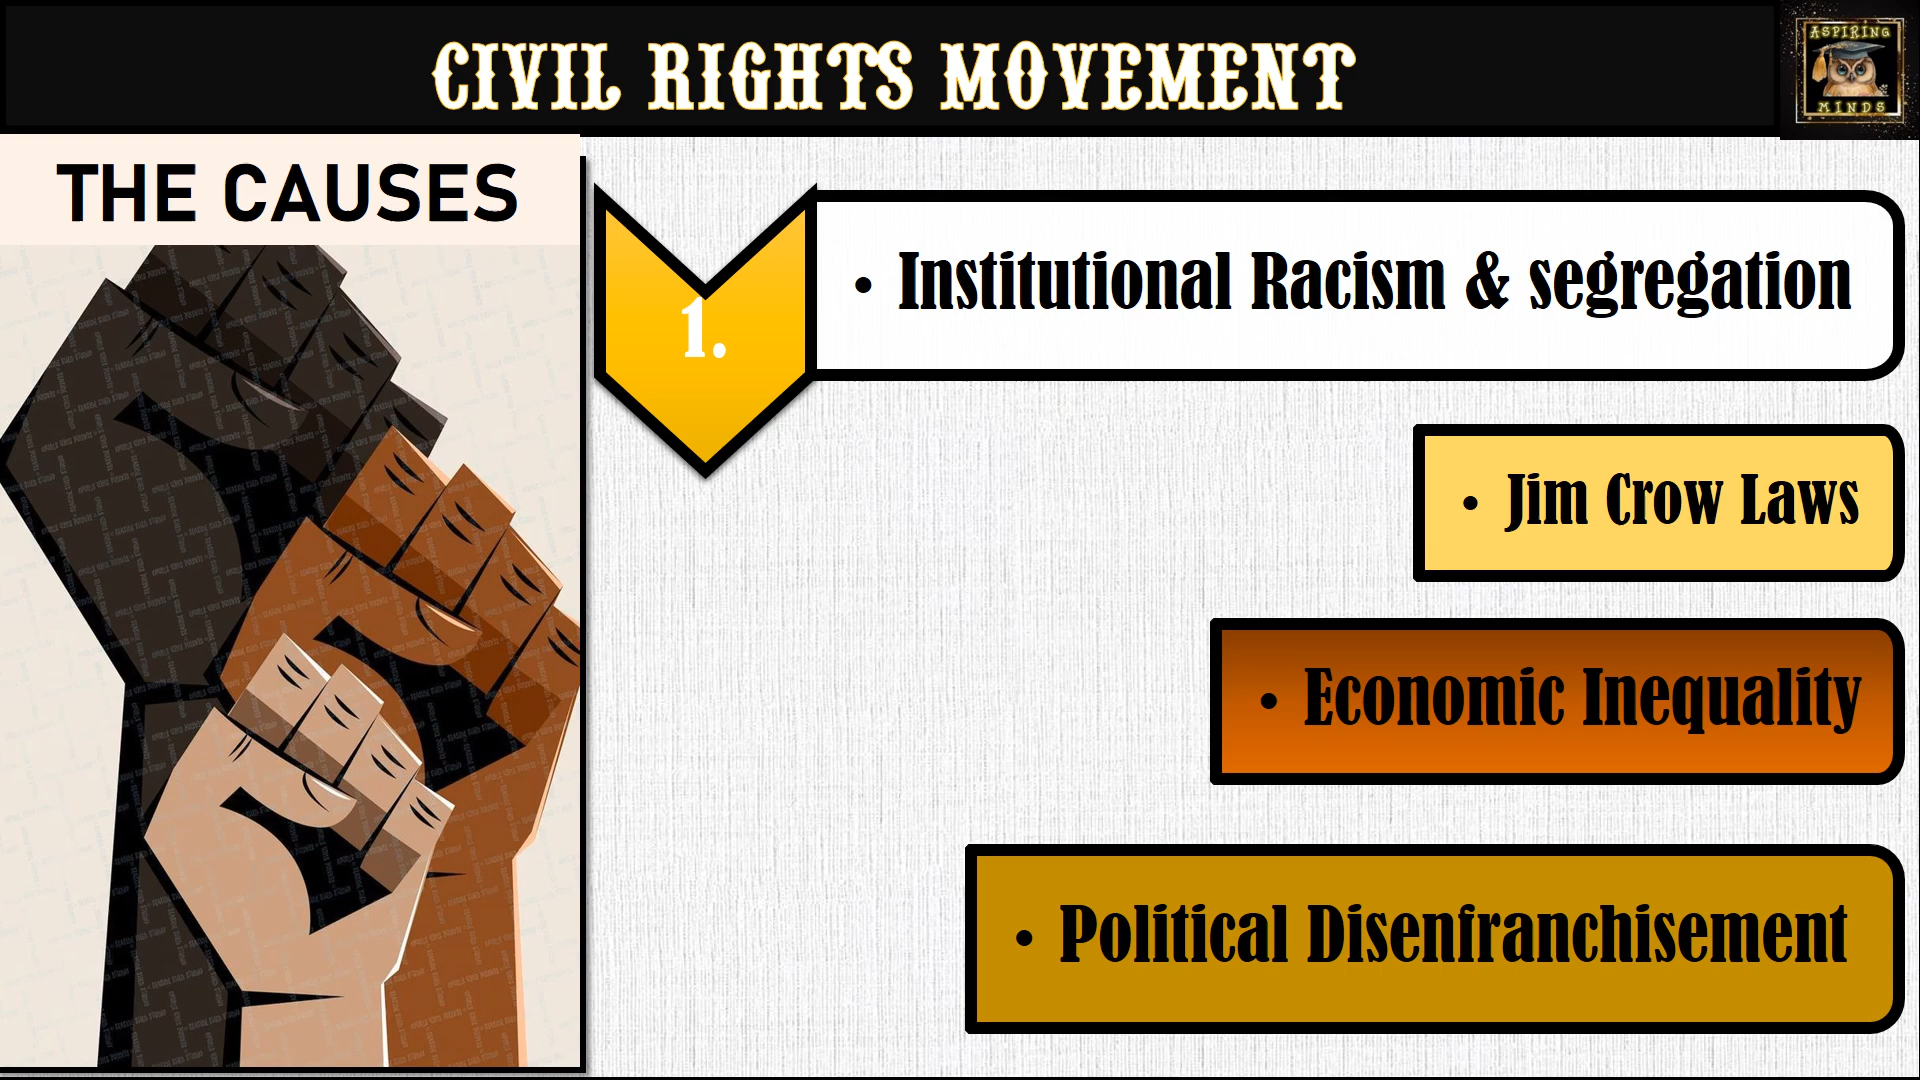 CIVIL RIGHTS MOVEMENT
ASPIRING
MINDS
THE CAUSES
1.
• Institutional Racism & segregation
• Jim Crow Laws
• Economic Inequality
• Political Disenfranchisement